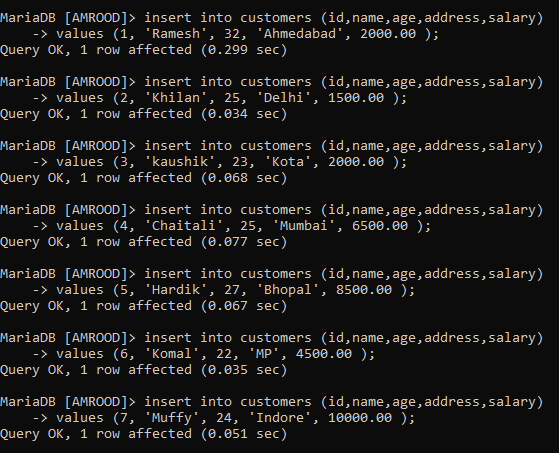 MariaDB [AMROOD]> insert into customers (id,name,age,address,salary)
-> values (1, 'Ramesh', 32, 'Ahmedabad', 2000.00 );
Query OK, 1 row affected (0.299 sec)
MariaDB [AMROOD]> insert into customers (id,name,age,address,salary)
-> values (2, 'Khilan', 25, 'Delhi', 1500.00 );
Query OK, 1 row affected (0.034 sec)
MariaDB [AMROOD]> insert into customers (id,name,age,address,salary)
-> values (3, 'kaushik', 23, 'Kota', 2000.00 );
Query OK, 1 row affected (0.068 sec)
MariaDB [AMROOD]> insert into customers (id,name,age,address,salary)
-> values (4, 'Chaitali', 25, 'Mumbai', 6500.00 );
Query OK, 1 row affected (0.077 sec)
MariaDB [AMROOD]> insert into customers (id,name,age,address,salary)
-> values (5, 'Hardik', 27, 'Bhopal', 8500.00 );
Query OK, 1 row affected (0.067 sec)
MariaDB [AMROOD]> insert into customers (id,name,age,address,salary)
-> values (6, 'Komal', 22, 'MP', 4500.00 );
Query OK, 1 row affected (0.035 sec)
MariaDB [AMROOD]> insert into customers (id,name,age,address,salary)
-> values (7, 'Muffy', 24, 'Indore', 10000.00 );
Query OK, 1 row affected (0.051 sec)